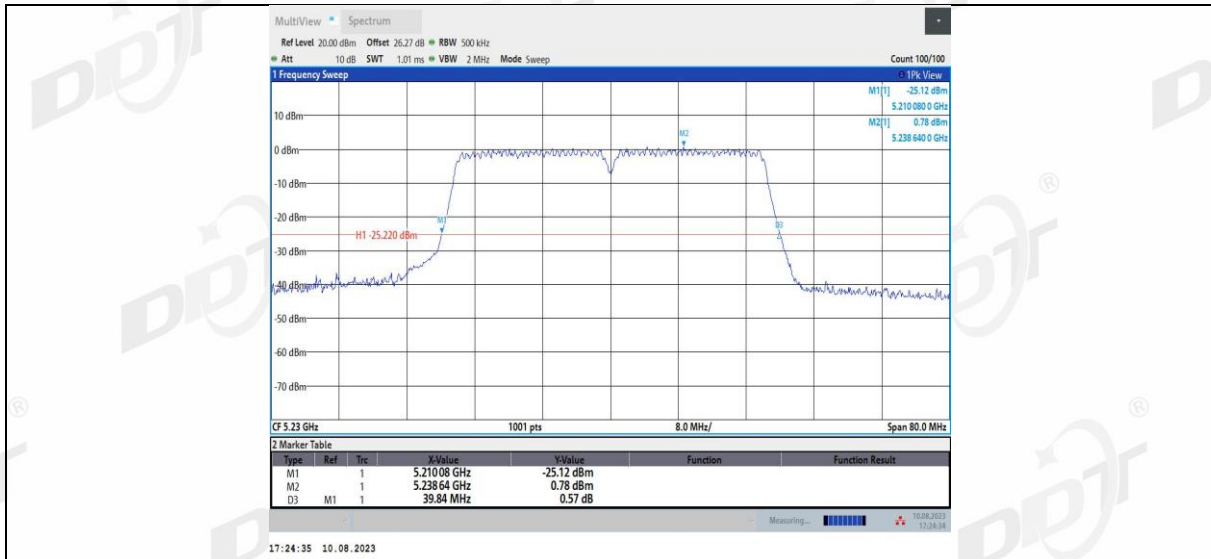 MultiView Spectrum
Ref Level 20.00 dBm Offset 26.27 dB RBW 500 kHz
Att 10 dB SWT 1.01 ms VBW 2 MHz Mode Sweep Count 100/100
1 Frequency Sweep 1Pk View
M1[1] -25.12 dBm
5.210 080 0 GHz
M2[1] 0.78 dBm
5.238 640 0 GHz
10 dBm
M2
0 dBm
-10 dBm
-20 dBm
M1
D3
H1 -25.220 dBm
-30 dBm
-40 dBm
-50 dBm
-60 dBm
-70 dBm
CF 5.23 GHz 1001 pts 8.0 MHz/ Span 80.0 MHz
2 Marker Table
Type Ref Trc X-Value Y-Value Function Function Result
M1 1 5.21008 GHz -25.12 dBm
M2 1 5.23864 GHz 0.78 dBm
D3 M1 1 39.84 MHz 0.57 dB
Measuring... 10.08.2023
17:24:34
17:24:35 10.08.2023
DDT
®